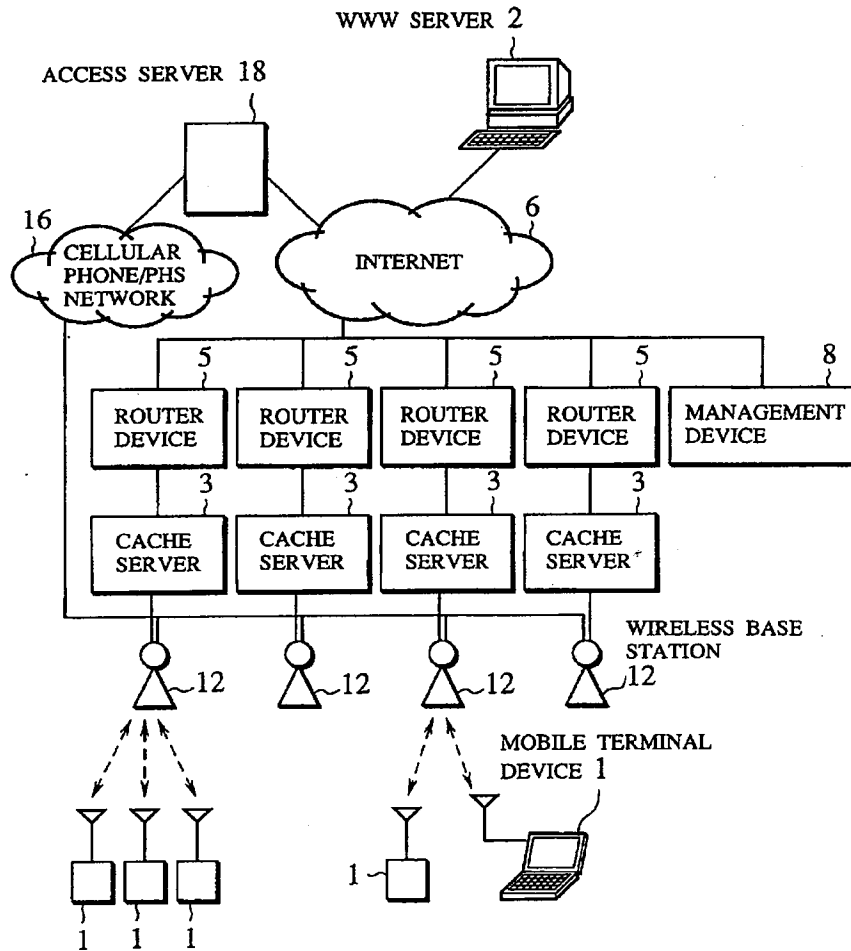 WWW SERVER 2
ACCESS SERVER 18
16
CELLULAR
PHONE/PHS
NETWORK
INTERNET
6
5
5
5
5
8
ROUTER
DEVICE
ROUTER
DEVICE
ROUTER
DEVICE
ROUTER
DEVICE
MANAGEMENT
DEVICE
3
3
3
3
CACHE
SERVER
CACHE
SERVER
CACHE
SERVER
CACHE
SERVER
WIRELESS BASE
STATION
12
12
12
12
MOBILE TERMINAL
DEVICE 1
1
1
1
1